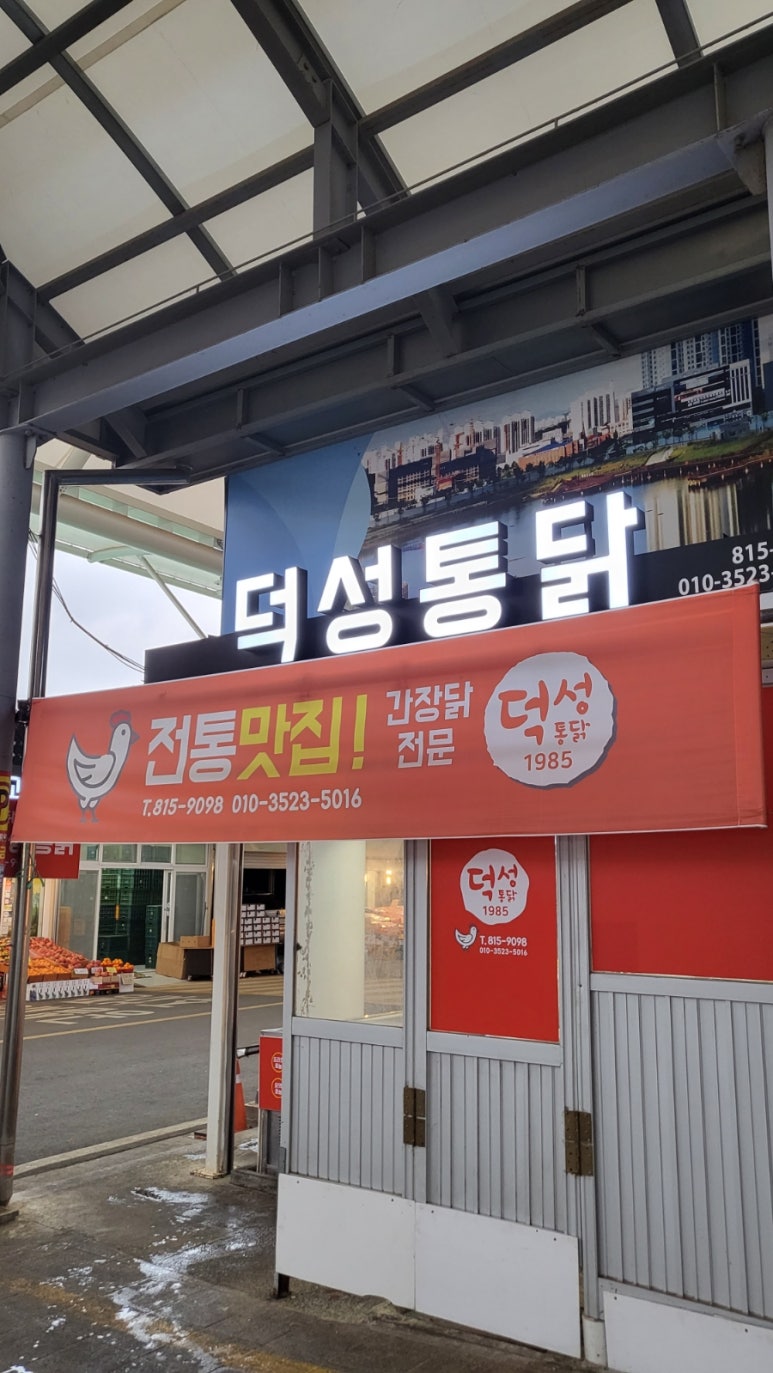 덕성통닭
815-
010-3523-
전통맛집!
간장닭
전문
T.815-9098 010-3523-5016
덕성
통닭
1985
덕성
통닭
1985
T.815-9098
010-3523-5016